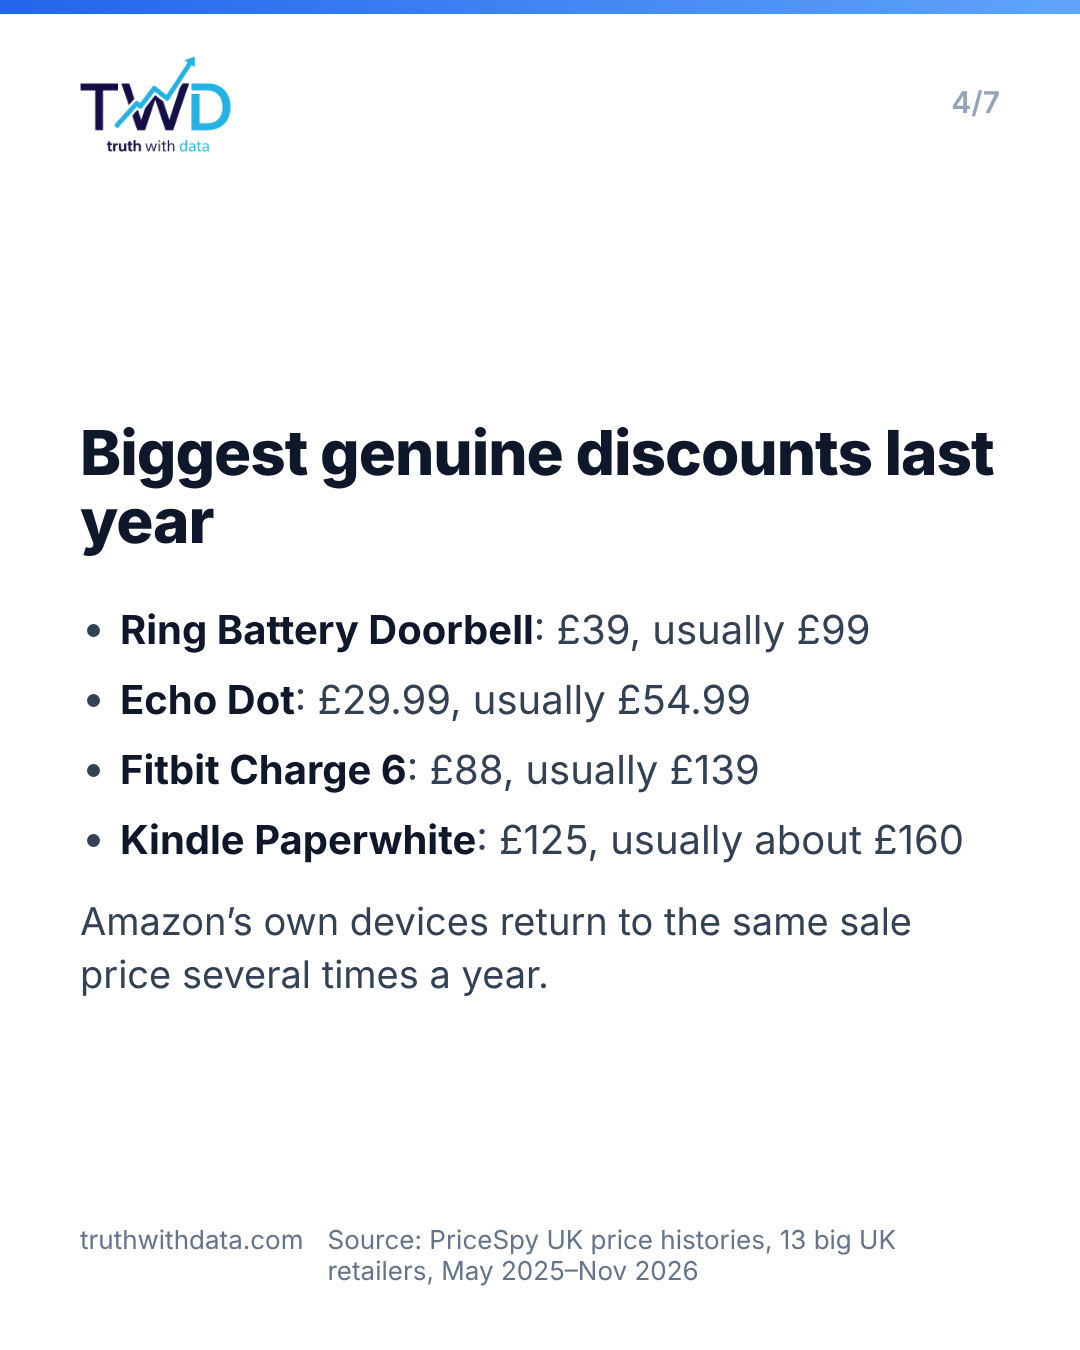 TWD
truth with data
4/7
Biggest genuine discounts last
year
• Ring Battery Doorbell: £39, usually £99
• Echo Dot: £29.99, usually £54.99
• Fitbit Charge 6: £88, usually £139
• Kindle Paperwhite: £125, usually about £160
Amazon’s own devices return to the same sale
price several times a year.
truthwithdata.com
Source: PriceSpy UK price histories, 13 big UK
retailers, May 2025–Nov 2026